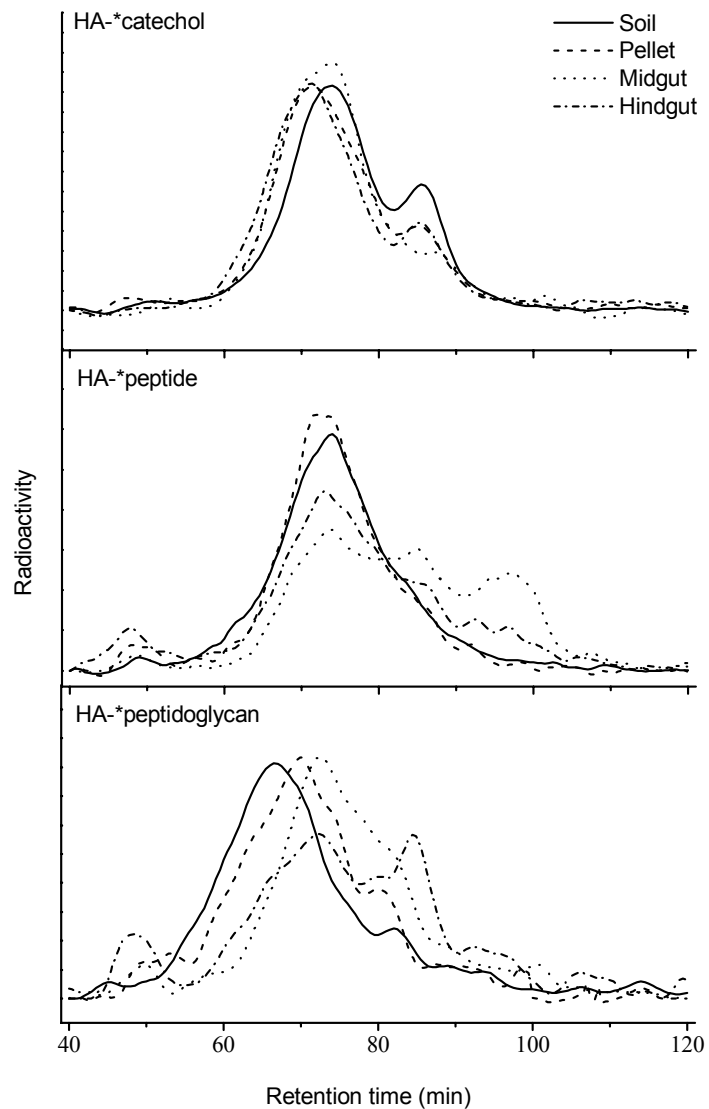 HA-*catechol
Soil
Pellet
Midgut
Hindgut
HA-*peptide
Radioactivity
HA-*peptidoglycan
40 60 80 100 120
Retention time (min)